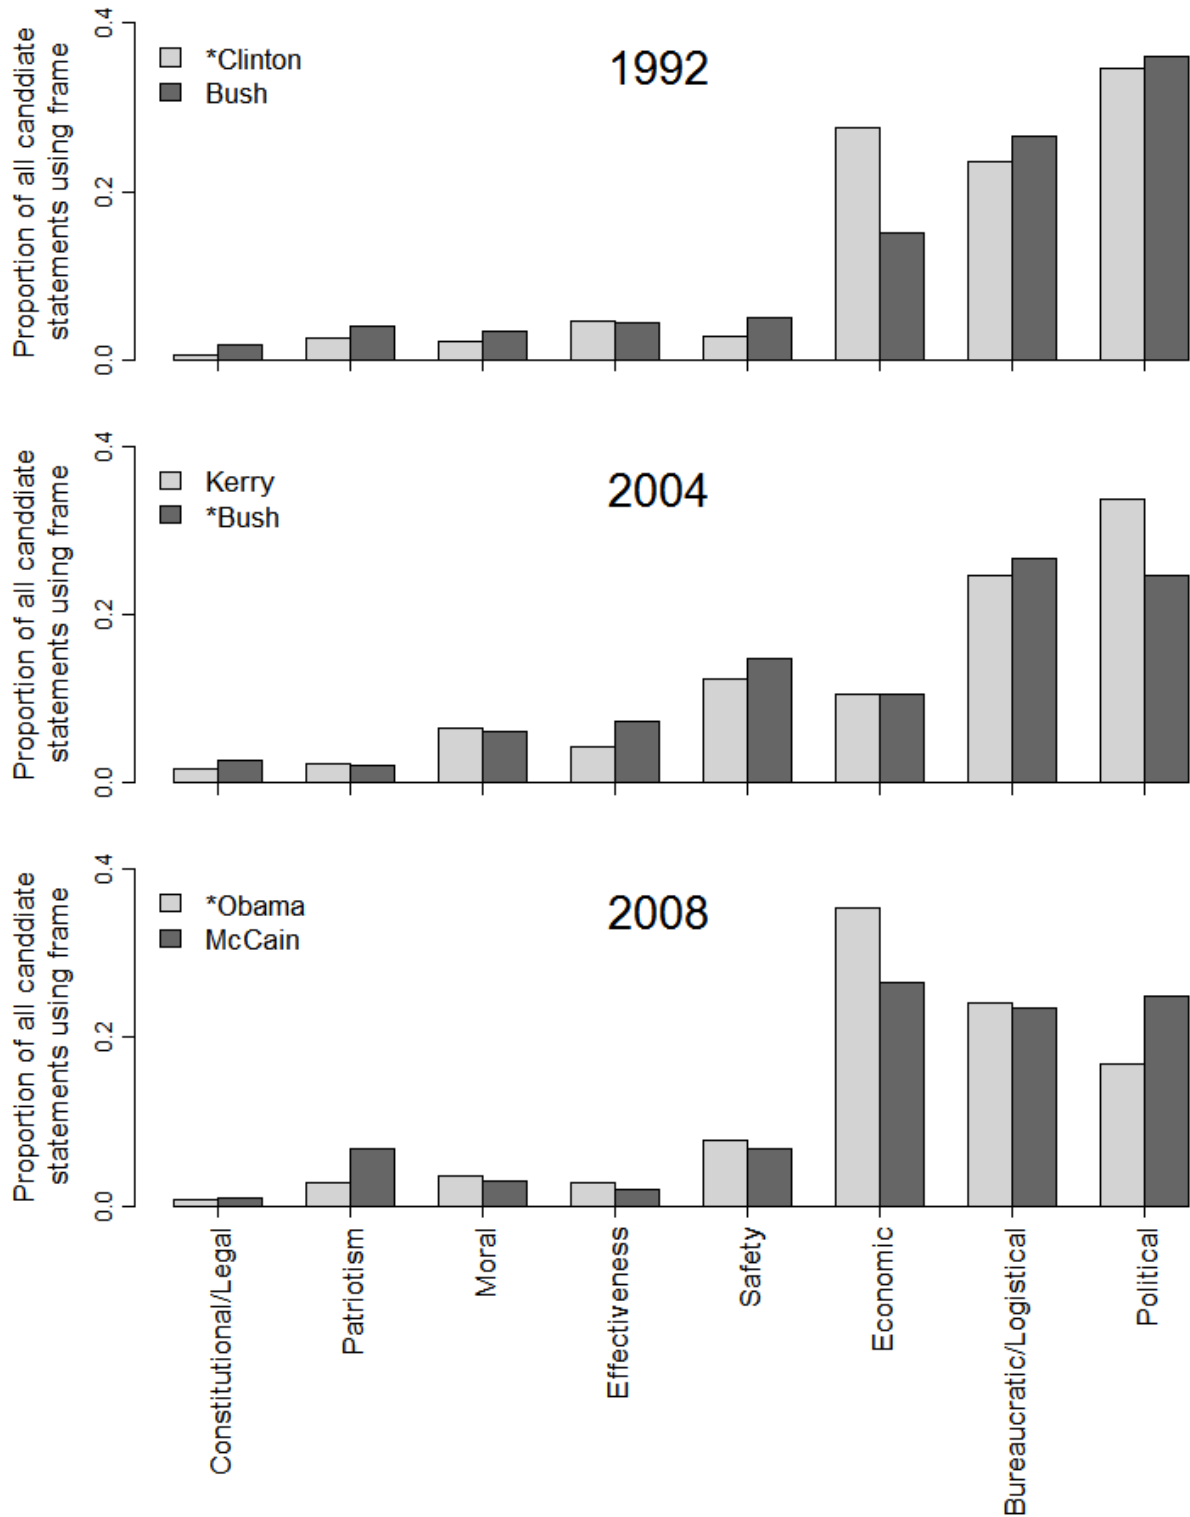 Proportion of all canddiate
statements using frame
0.4
0.2
0.0
*Clinton
Bush
1992
Proportion of all canddiate
statements using frame
0.4
0.2
0.0
Kerry
*Bush
2004
Proportion of all canddiate
statements using frame
0.4
0.2
0.0
*Obama
McCain
2008
Constitutional/Legal
Patriotism
Moral
Effectiveness
Safety
Economic
Bureaucratic/Logistical
Political